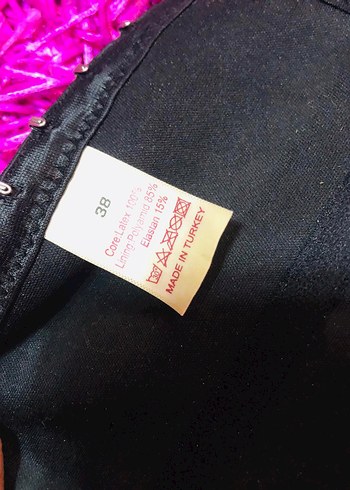 38
Core:Latex 100%
Lining:Polyamid 85%
Elastan 15%
MADE IN TURKEY